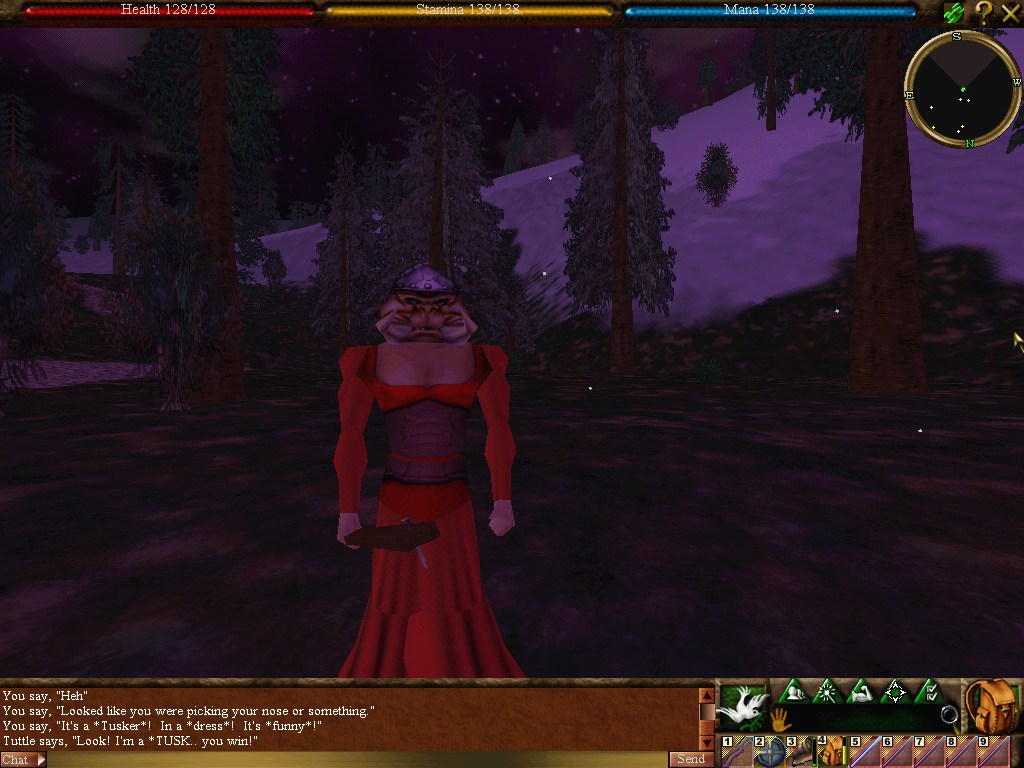 Health 128/128 Stamina 138/138 Mana 138/138
S
W
E
N
You say, "Heh"
You say, "Looked like you were picking your nose or something."
You say, "It's a *Tusker*!  In a *dress*!  It's *funny*!"
Tuttle says, "Look! I'm a *TUSK.. you win!"
Chat Send
1 2 3 4 5 6 7 8 9